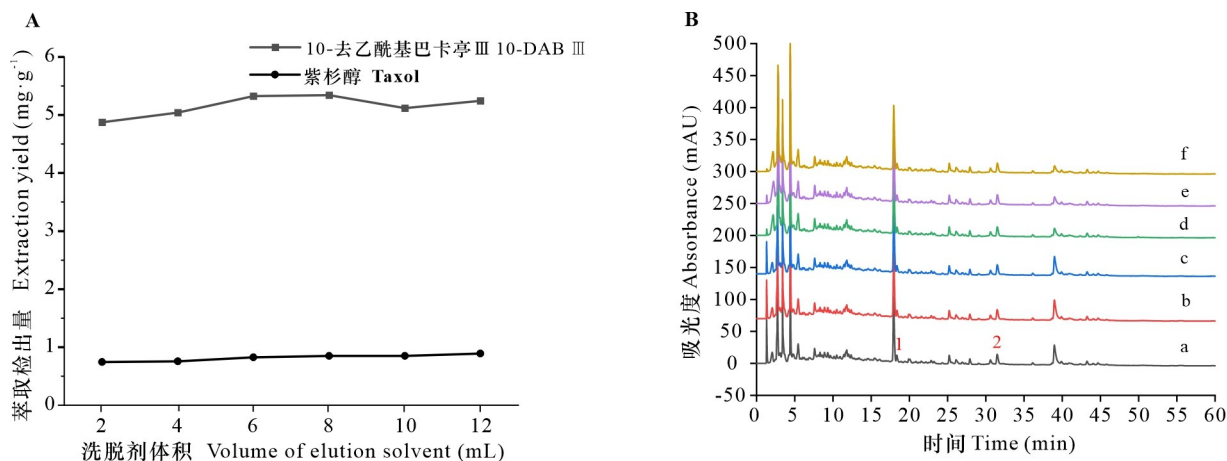 A
10-去乙酰基巴卡亭Ⅲ 10-DAB Ⅲ
紫杉醇 Taxol
萃取检出量 Extraction yield (mg·g⁻¹)
6
5
4
3
2
1
0
2 4 6 8 10 12
洗脱剂体积 Volume of elution solvent (mL)
B
吸光度 Absorbance (mAU)
500
450
400
350
300
250
200
150
100
50
0
-50
f
e
d
c
b
a
1
2
0 5 10 15 20 25 30 35 40 45 50 55 60
时间 Time (min)